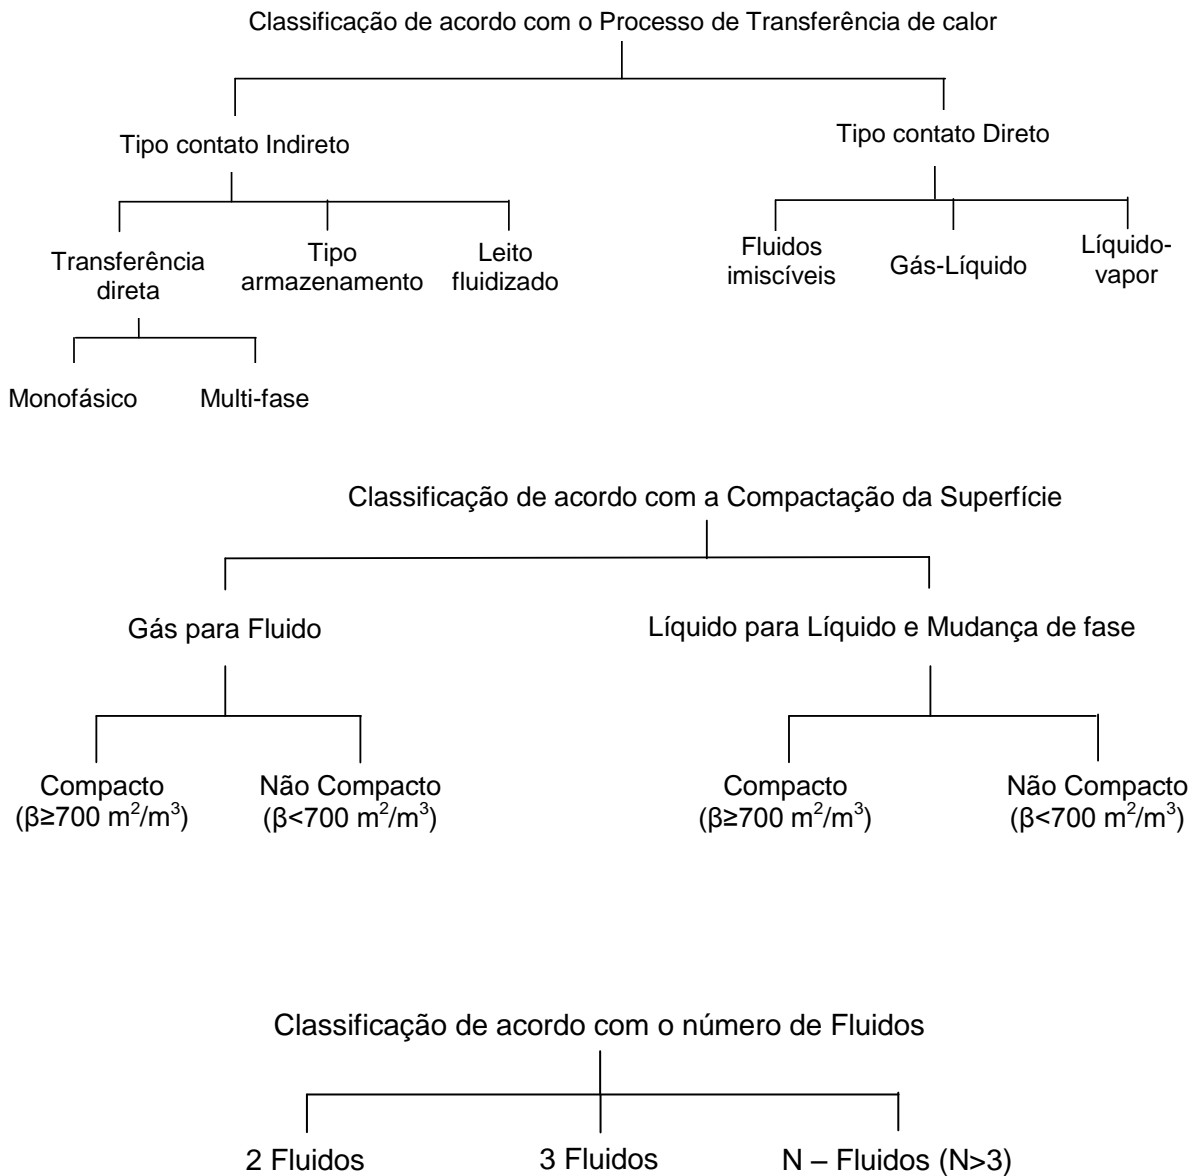 Classificação de acordo com o Processo de Transferência de calor
Tipo contato Indireto
Tipo contato Direto
Transferência
direta
Tipo
armazenamento
Leito
fluidizado
Fluidos
imiscíveis
Gás-Líquido
Líquido-
vapor
Monofásico
Multi-fase
Classificação de acordo com a Compactação da Superfície
Gás para Fluido
Líquido para Líquido e Mudança de fase
Compacto
(β≥700 m²/m³)
Não Compacto
(β<700 m²/m³)
Compacto
(β≥700 m²/m³)
Não Compacto
(β<700 m²/m³)
Classificação de acordo com o número de Fluidos
2 Fluidos
3 Fluidos
N – Fluidos (N>3)